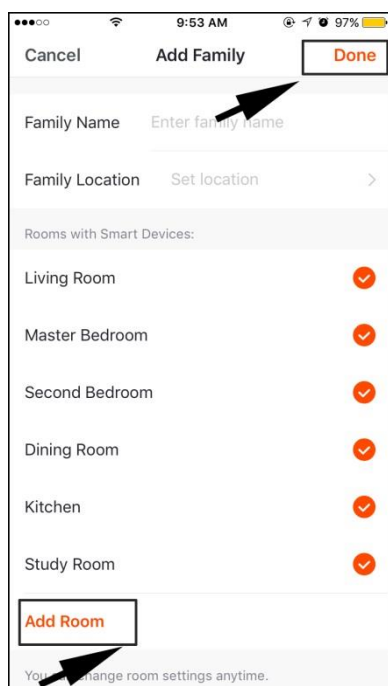 9:53 AM 97%
Cancel Add Family Done
Family Name Enter family name
Family Location Set location
Rooms with Smart Devices:
Living Room
Master Bedroom
Second Bedroom
Dining Room
Kitchen
Study Room
Add Room
You can change room settings anytime.